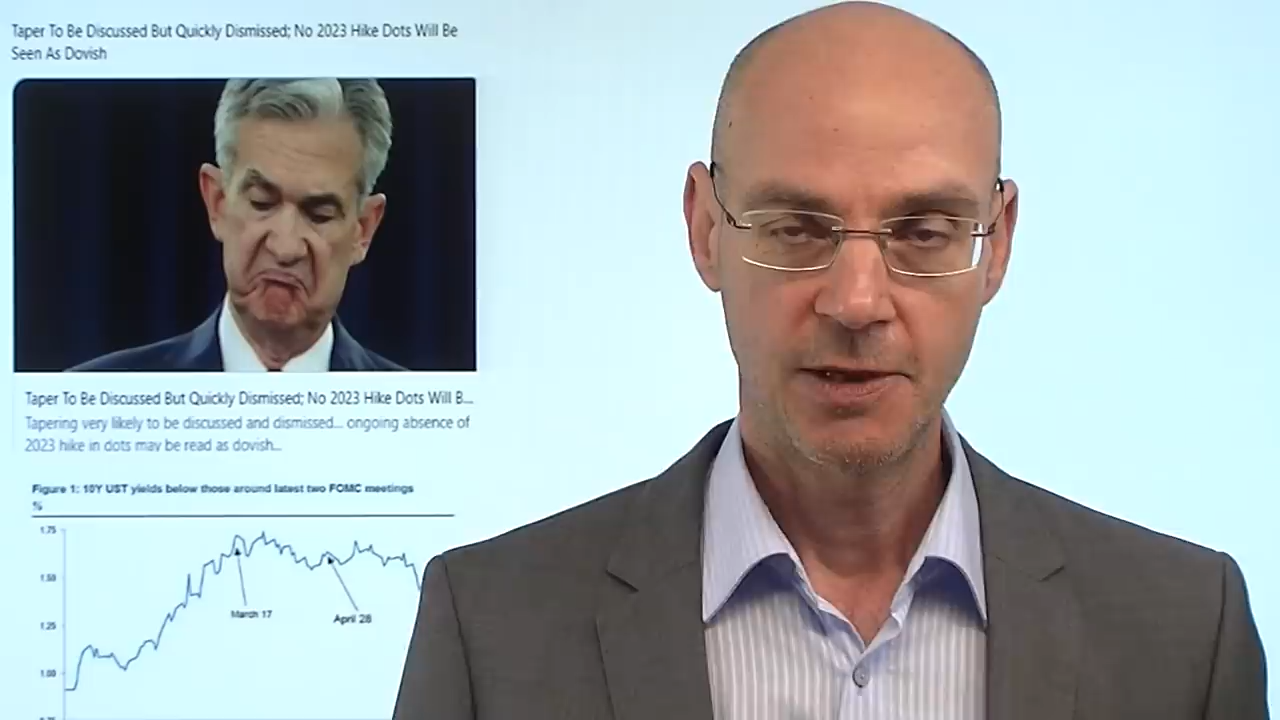 Taper To Be Discussed But Quickly Dismissed; No 2023 Hike Dots Will Be
Seen As Dovish
Taper To Be Discussed But Quickly Dismissed; No 2023 Hike Dots Will B...
Tapering very likely to be discussed and dismissed... ongoing absence of
2023 hike in dots may be read as dovish...
Figure 1: 10Y UST yields below those around latest two FOMC meetings
%
1.75
1.50
1.25
1.00
March 17
April 28